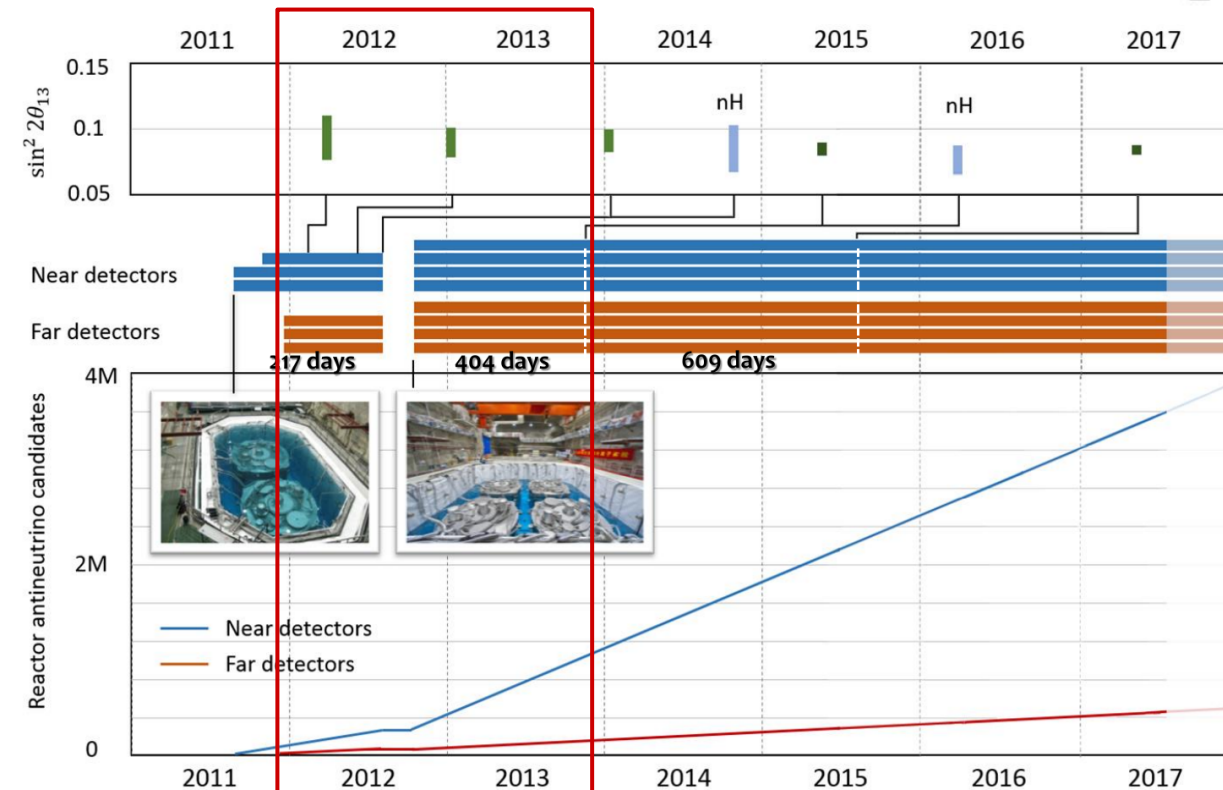 2011 2012 2013 2014 2015 2016 2017
0.15
0.1
0.05
sin² 2θ₁₃
nH
nH
Near detectors
Far detectors
217 days 404 days 609 days
4M
2M
0
Reactor antineutrino candidates
Near detectors
Far detectors
2011 2012 2013 2014 2015 2016 2017